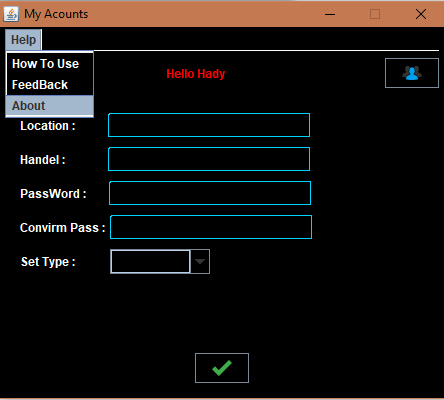 My Acounts
Help
How To Use
FeedBack
About
Hello Hady
Location :
Handel :
PassWord :
Convirm Pass :
Set Type :